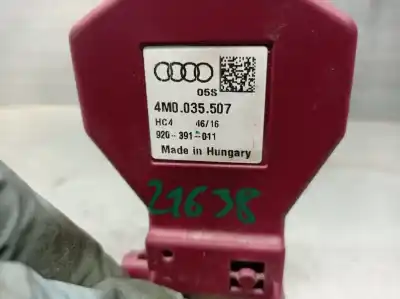 05S
4M0.035.507
HC4 46/16
920-391-011
Made in Hungary
21638